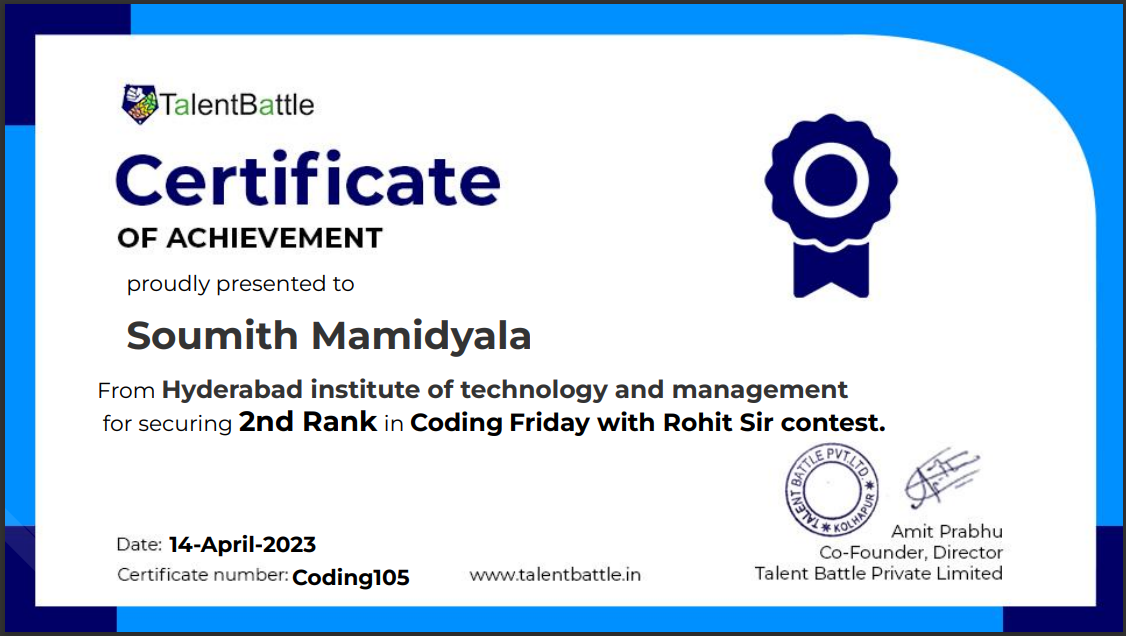 TalentBattle
Certificate
OF ACHIEVEMENT
proudly presented to
Soumith Mamidyala
From Hyderabad institute of technology and management
for securing 2nd Rank in Coding Friday with Rohit Sir contest.
TALENT BATTLE PVT.LTD.
* KOLHAPUR *
Amit Prabhu
Co-Founder, Director
Talent Battle Private Limited
Date: 14-April-2023
Certificate number: Coding105
www.talentbattle.in